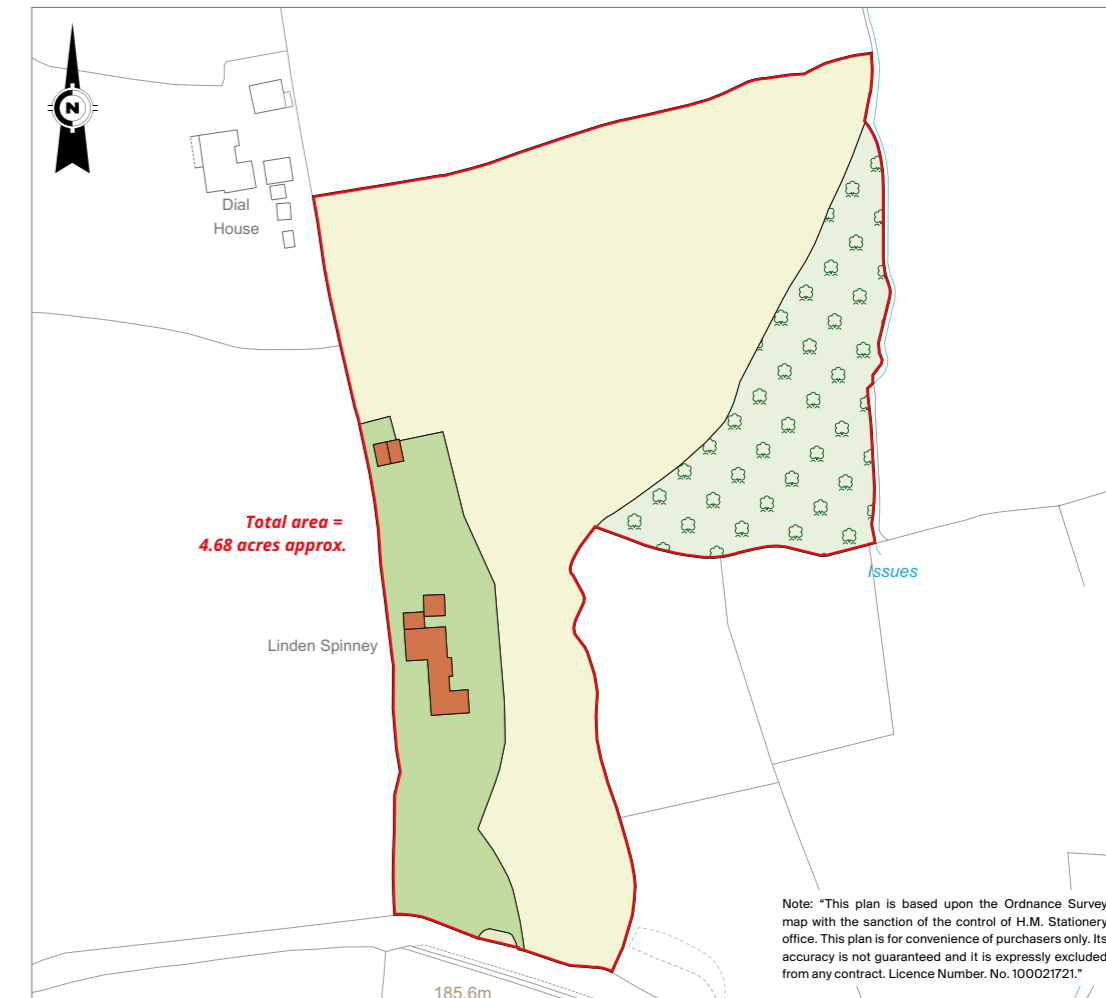 N
Dial
House
Total area =
4.68 acres approx.
Linden Spinney
Issues
Note: “This plan is based upon the Ordnance Survey
map with the sanction of the control of H.M. Stationery
office. This plan is for convenience of purchasers only. Its
accuracy is not guaranteed and it is expressly excluded
from any contract. Licence Number. No. 100021721.”
185.6m